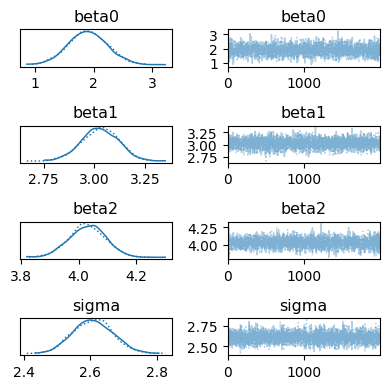 beta0 beta0
3
2
1
1 2 3 0 1000
beta1 beta1
3.25
3.00
2.75
2.75 3.00 3.25 0 1000
beta2 beta2
4.25
4.00
3.8 4.0 4.2 0 1000
sigma sigma
2.75
2.50
2.4 2.6 2.8 0 1000